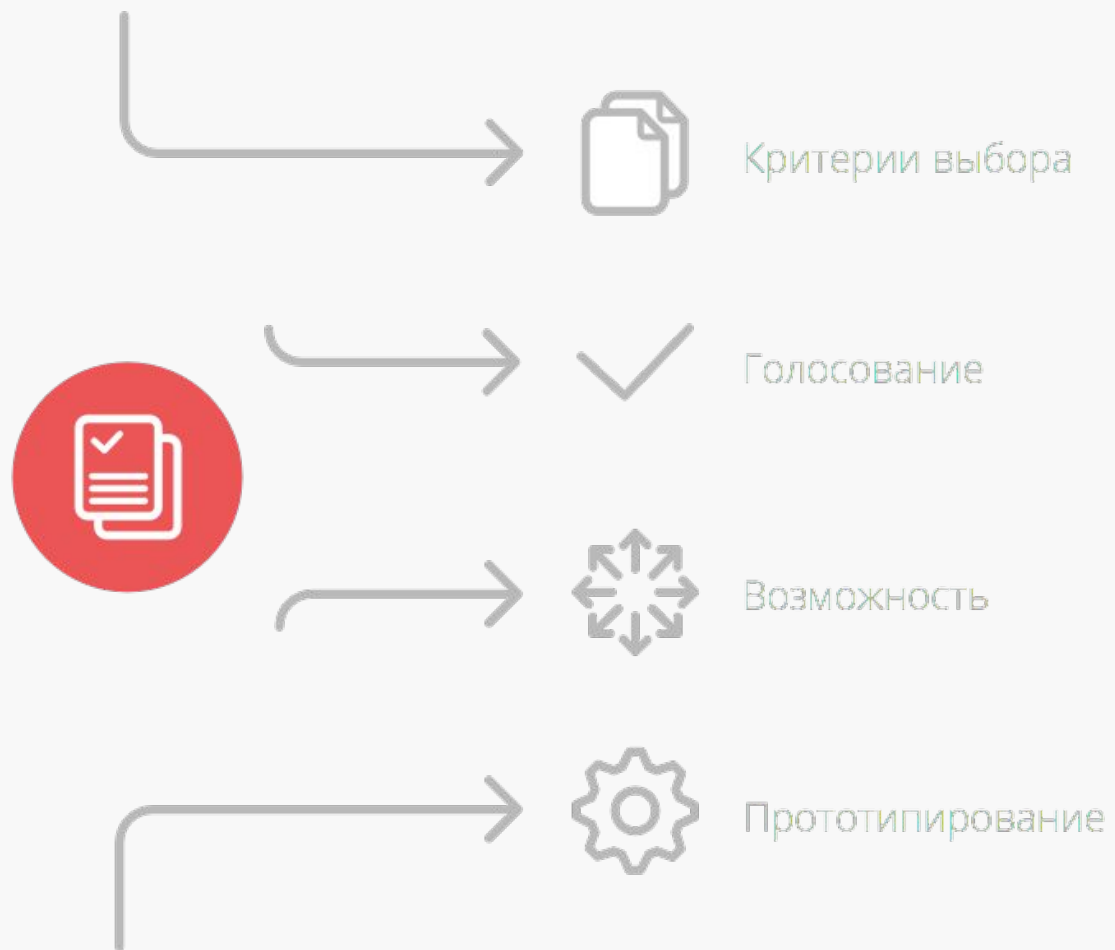 Критерии выбора
Голосование
Возможность
Прототипирование